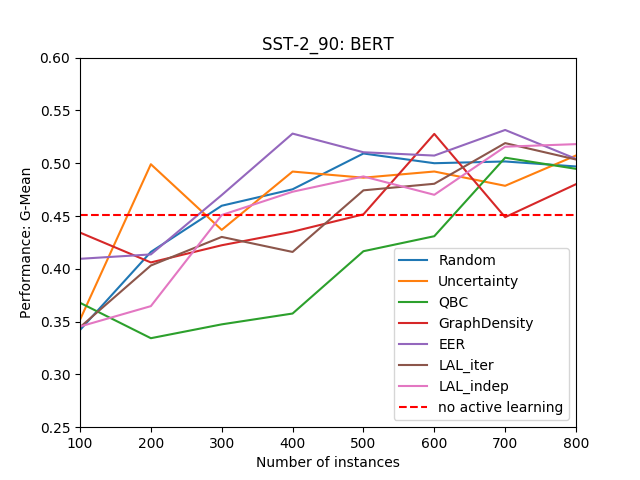 SST-2_90: BERT
Performance: G-Mean
0.60
0.55
0.50
0.45
0.40
0.35
0.30
0.25
100 200 300 400 500 600 700 800
Number of instances
Random
Uncertainty
QBC
GraphDensity
EER
LAL_iter
LAL_indep
no active learning